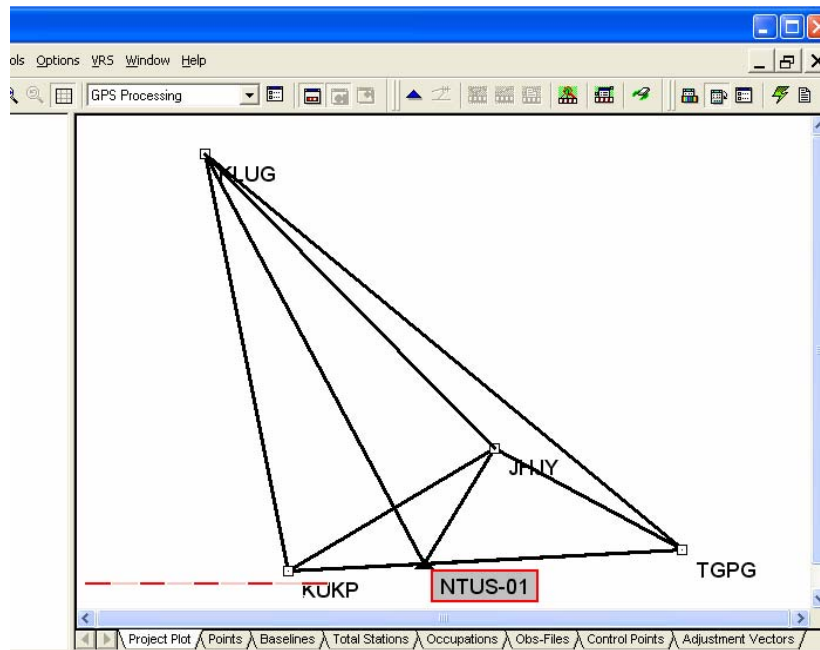 ols Options VRS Window Help
GPS Processing
KLUG
JHJY
TGPG
KUKP
NTUS-01
Project Plot Points Baselines Total Stations Occupations Obs-Files Control Points Adjustment Vectors